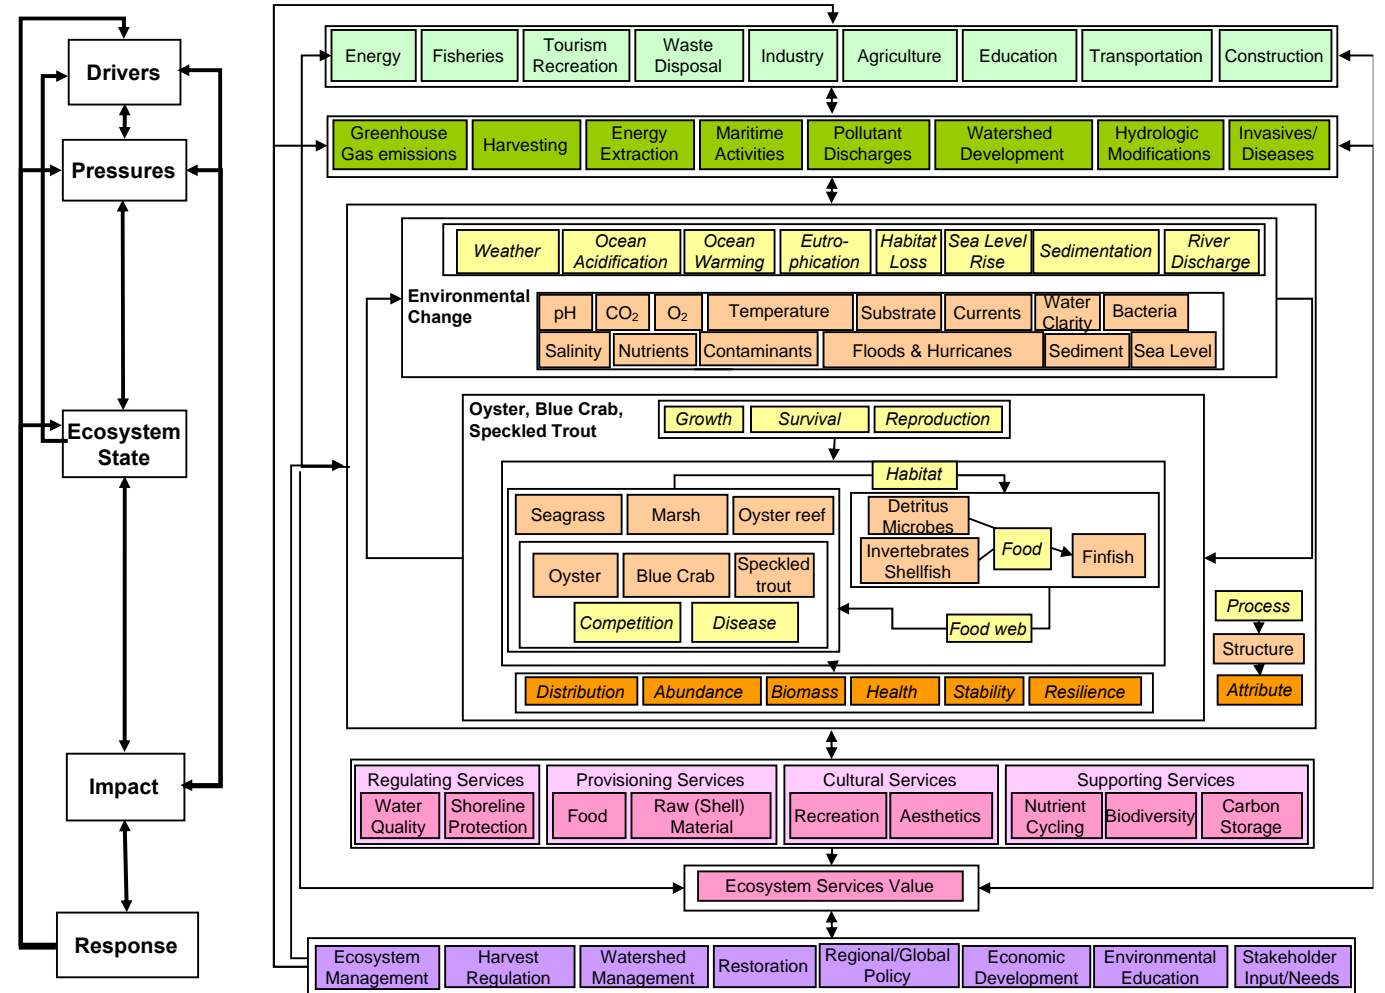 Drivers
Pressures
Ecosystem
State
Impact
Response
Energy
Fisheries
Tourism
Recreation
Waste
Disposal
Industry
Agriculture
Education
Transportation
Construction
Greenhouse
Gas emissions
Harvesting
Energy
Extraction
Maritime
Activities
Pollutant
Discharges
Watershed
Development
Hydrologic
Modifications
Invasives/
Diseases
Weather
Ocean
Acidification
Ocean
Warming
Eutro-
phication
Habitat
Loss
Sea Level
Rise
Sedimentation
River
Discharge
Environmental
Change
pH
CO₂
O₂
Temperature
Substrate
Currents
Water
Clarity
Bacteria
Salinity
Nutrients
Contaminants
Floods & Hurricanes
Sediment
Sea Level
Oyster, Blue Crab,
Speckled Trout
Growth
Survival
Reproduction
Habitat
Seagrass
Marsh
Oyster reef
Detritus
Microbes
Invertebrates
Shellfish
Food
Finfish
Oyster
Blue Crab
Speckled
trout
Competition
Disease
Food web
Process
Structure
Attribute
Distribution
Abundance
Biomass
Health
Stability
Resilience
Regulating Services
Water
Quality
Shoreline
Protection
Provisioning Services
Food
Raw (Shell)
Material
Cultural Services
Recreation
Aesthetics
Supporting Services
Nutrient
Cycling
Biodiversity
Carbon
Storage
Ecosystem Services Value
Ecosystem
Management
Harvest
Regulation
Watershed
Management
Restoration
Regional/Global
Policy
Economic
Development
Environmental
Education
Stakeholder
Input/Needs